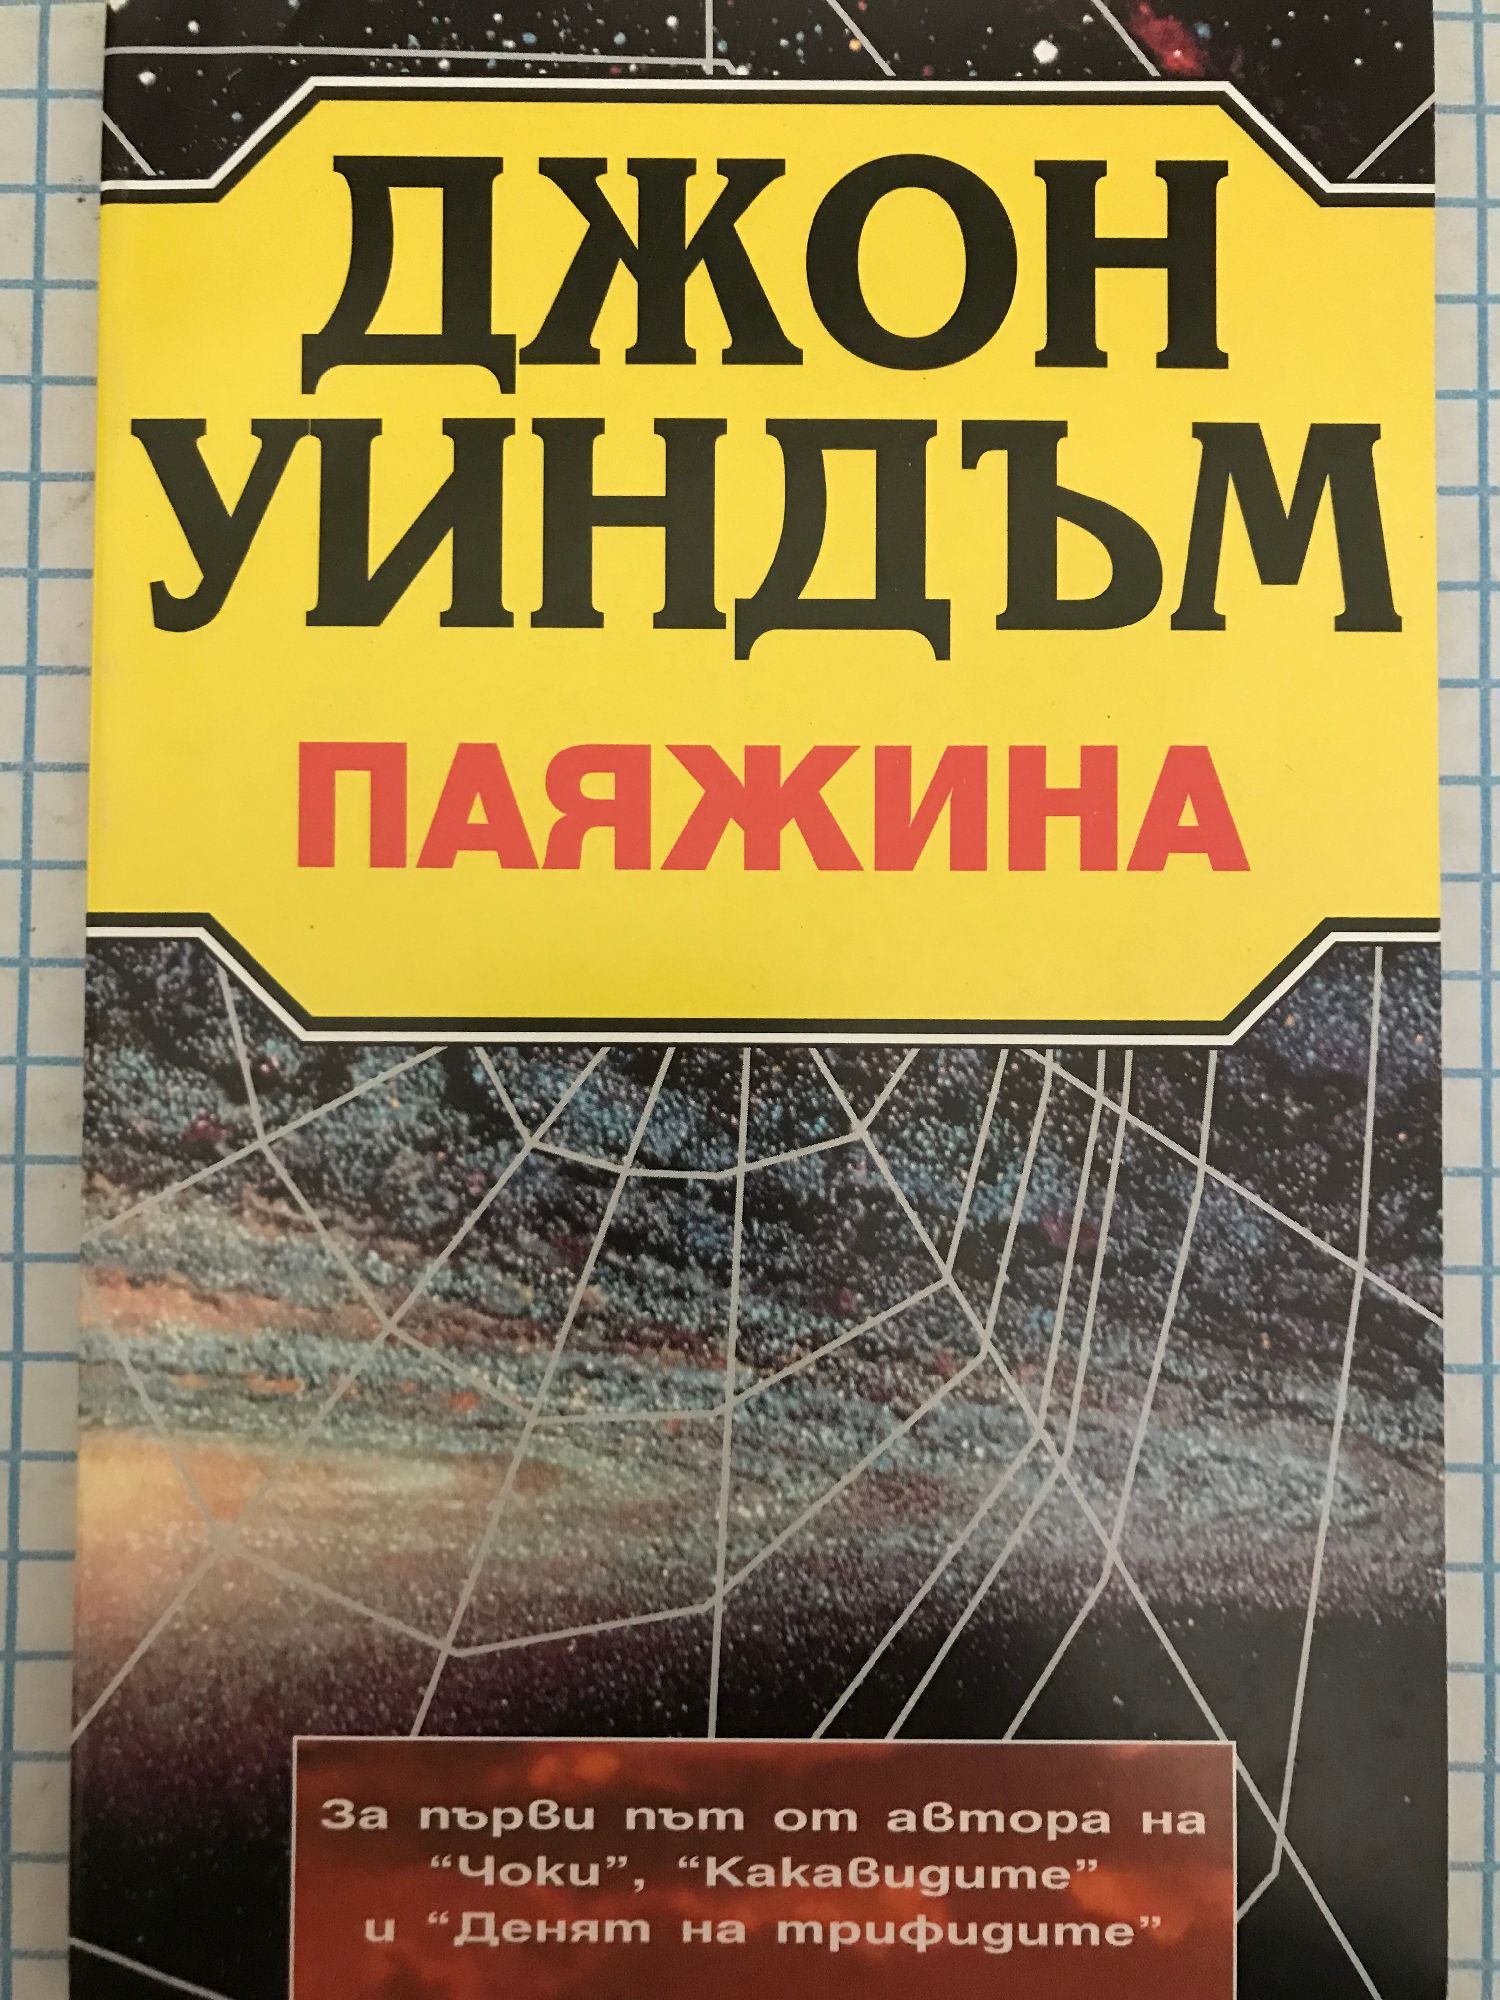 ДЖОН
УИНДЪМ
ПАЯЖИНА
За първи път от автора на
“Чоки”, “Какавидите”
и “Денят на трифидите”